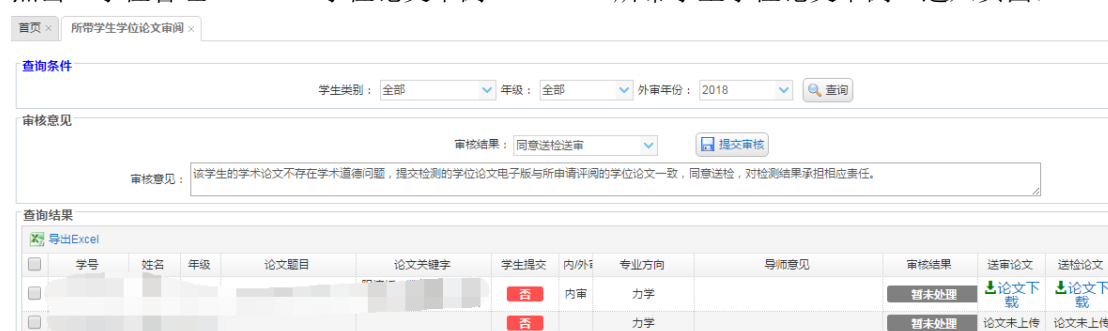 首页 × 所带学生学位论文审阅 ×
查询条件
学生类别： 全部 年级： 全部 外审年份： 2018 查询
审核意见
审核结果： 同意送检送审 提交审核
审核意见： 该学生的学术论文不存在学术道德问题，提交检测的学位论文电子版与所申请评阅的学位论文一致，同意送检，对检测结果承担相应责任。
查询结果
导出Excel
学号 姓名 年级 论文题目 论文关键字 学生提交 内/外 专业方向 导师意见 审核结果 送审论文 送检论文
否 内审 力学 暂未处理 论文下载 论文下载
否 力学 暂未处理 论文未上传 论文未上传